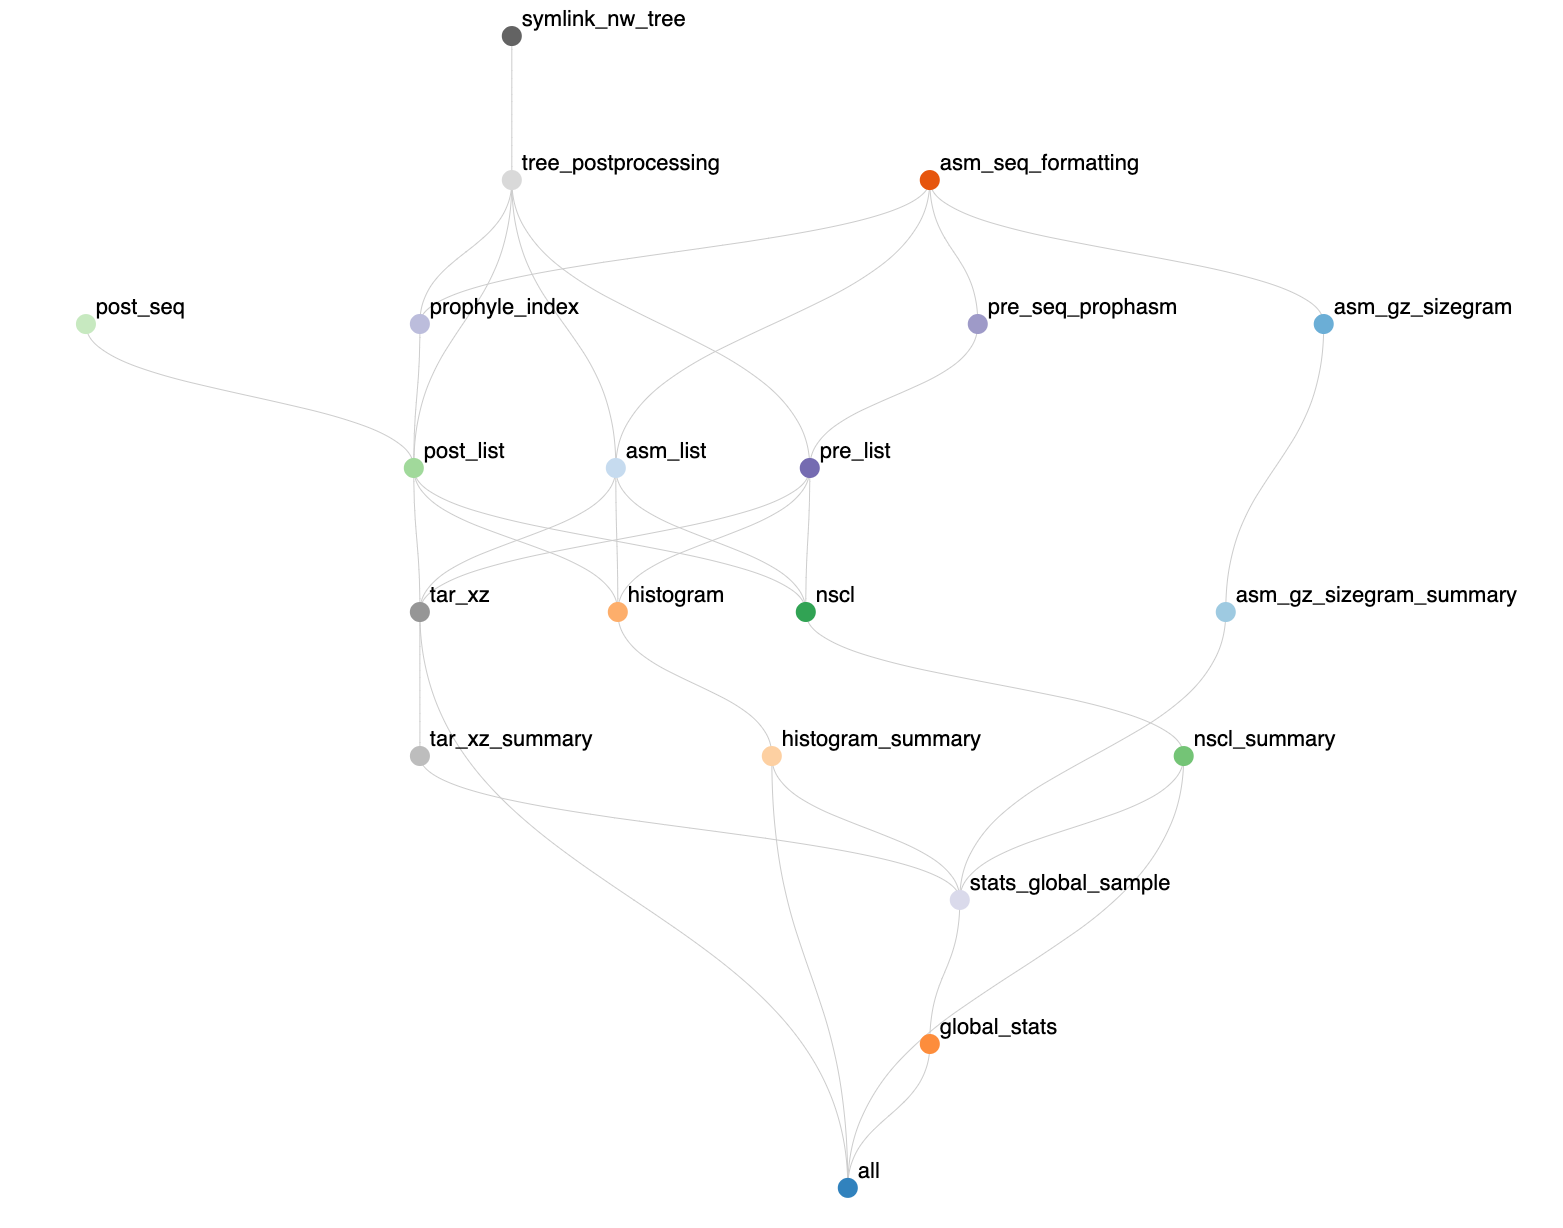 symlink_nw_tree
tree_postprocessing
asm_seq_formatting
post_seq
prophyle_index
pre_seq_prophasm
asm_gz_sizegram
post_list
asm_list
pre_list
tar_xz
histogram
nscl
asm_gz_sizegram_summary
tar_xz_summary
histogram_summary
nscl_summary
stats_global_sample
global_stats
all